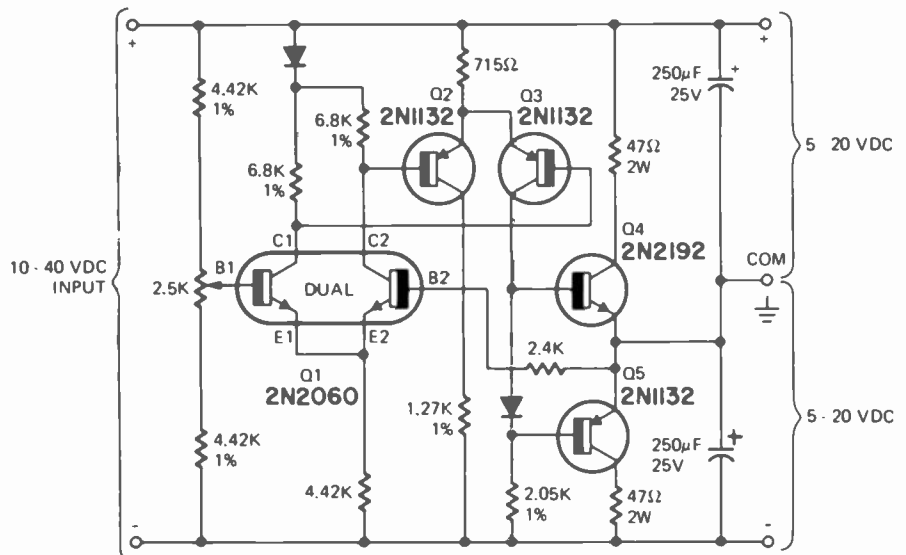 +
+
4.42K
1%
715Ω
250µF
25V
+
Q2
2N1132
Q3
2N1132
6.8K
1%
6.8K
1%
47Ω
2W
5 - 20 VDC
Q4
2N2192
C1
C2
COM
10 - 40 VDC
INPUT
B1
2.5K
DUAL
B2
E1
E2
2.4K
Q1
2N2060
Q5
2N1132
1.27K
1%
5 - 20 VDC
250µF
25V
+
4.42K
1%
4.42K
2.05K
1%
47Ω
2W
-
-